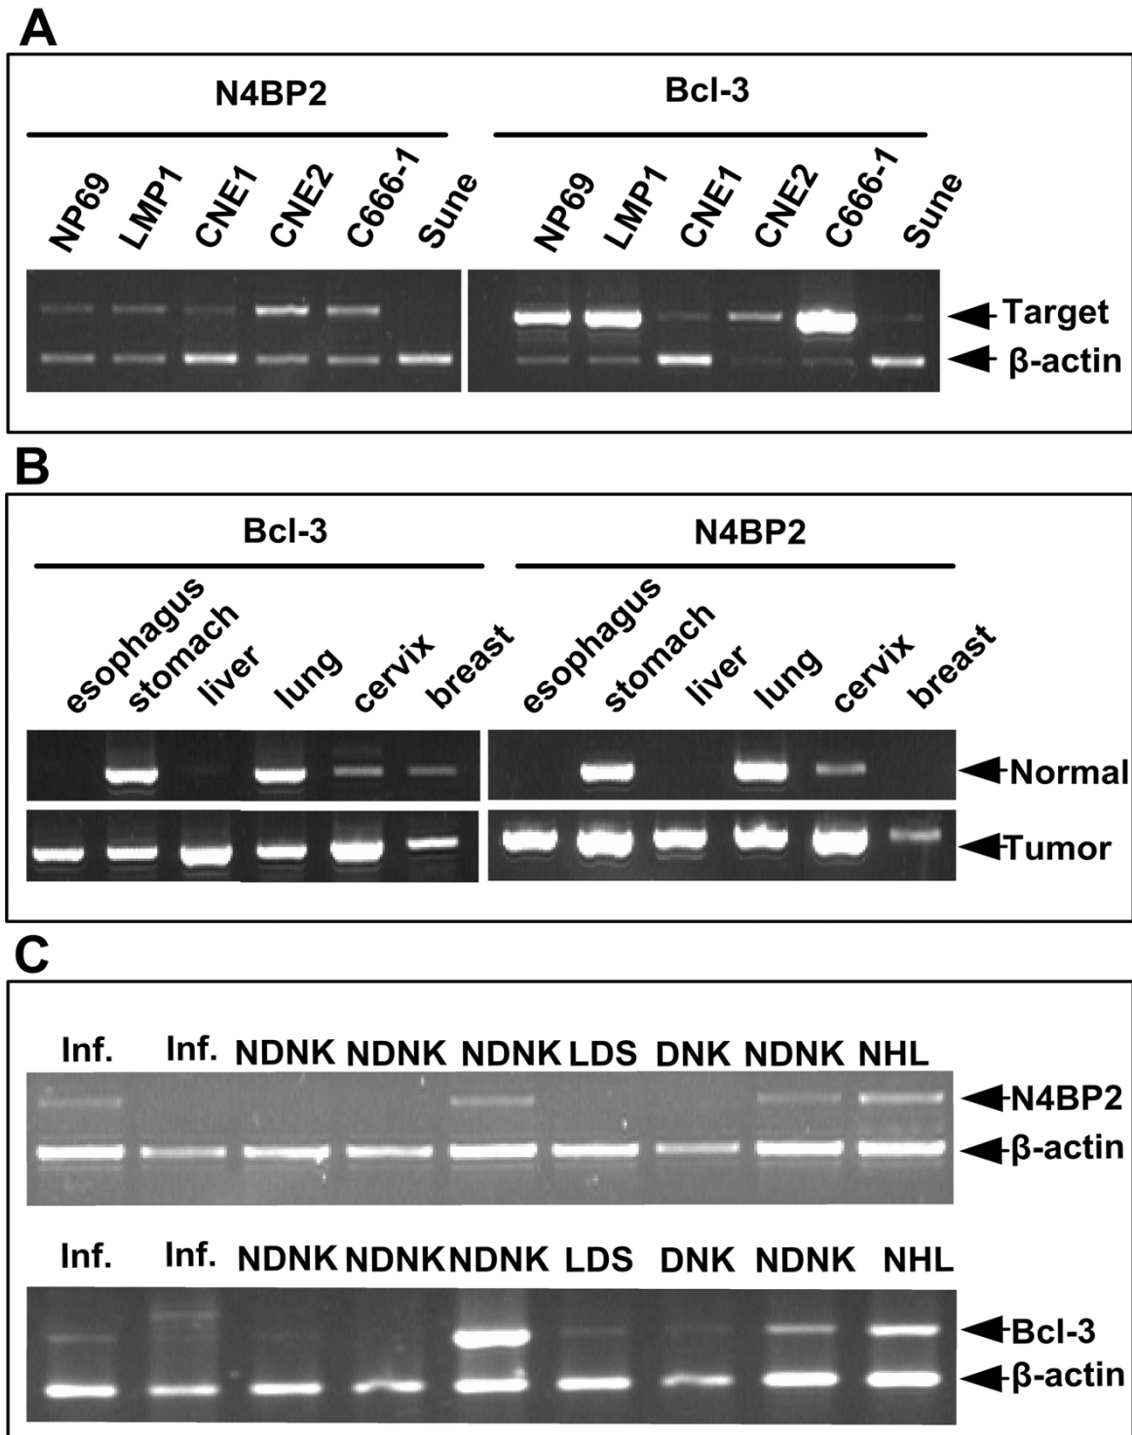 A
N4BP2 Bcl-3
NP69 LMP1 CNE1 CNE2 C666-1 Sune NP69 LMP1 CNE1 CNE2 C666-1 Sune
Target
β-actin
B
Bcl-3 N4BP2
esophagus stomach liver lung cervix breast esophagus stomach liver lung cervix breast
Normal
Tumor
C
Inf. Inf. NDNK NDNK NDNK LDS DNK NDNK NHL
N4BP2
β-actin
Inf. Inf. NDNK NDNK NDNK LDS DNK NDNK NHL
Bcl-3
β-actin